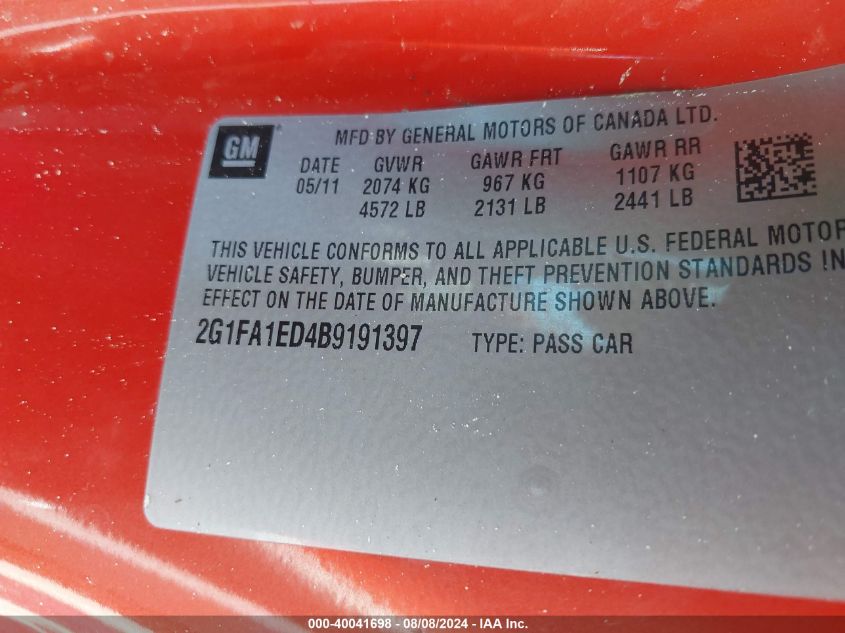 GM
MFD BY GENERAL MOTORS OF CANADA LTD.
DATE GVWR GAWR FRT GAWR RR
05/11 2074 KG 967 KG 1107 KG
4572 LB 2131 LB 2441 LB
THIS VEHICLE CONFORMS TO ALL APPLICABLE U.S. FEDERAL MOTOR
VEHICLE SAFETY, BUMPER, AND THEFT PREVENTION STANDARDS IN
EFFECT ON THE DATE OF MANUFACTURE SHOWN ABOVE.
2G1FA1ED4B9191397 TYPE: PASS CAR
000-40041698 - 08/08/2024 - IAA Inc.